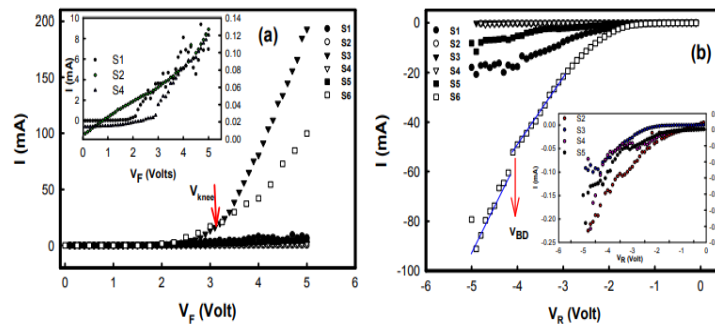 (a)
I (mA)
200
150
100
50
0
0 1 2 3 4 5 6
V_F (Volt)
S1
S2
S3
S4
S5
S6
V_knee
I (mA)
10
8
6
4
2
0
0.14
0.12
0.10
0.08
0.06
0.04
0.02
0.00
0 1 2 3 4 5
V_F (Volts)
S1
S2
S4
(b)
I (mA)
0
-20
-40
-60
-80
-100
-6 -5 -4 -3 -2 -1 0
V_R (Volt)
S1
S2
S3
S4
S5
S6
V_BD
I (mA)
0.00
-0.05
-0.10
-0.15
-0.20
-0.25
-5 -4 -3 -2 -1 0
V_R (Volt)
S2
S3
S4
S5